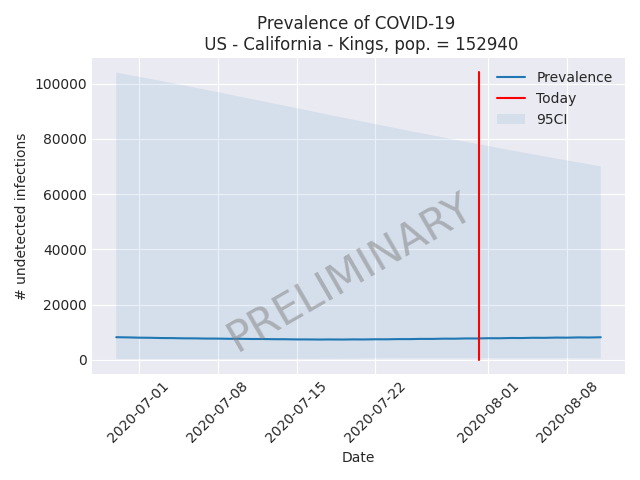 Prevalence of COVID-19
US - California - Kings, pop. = 152940
Prevalence
Today
95CI
# undetected infections
100000
80000
60000
40000
20000
0
PRELIMINARY
2020-07-01
2020-07-08
2020-07-15
2020-07-22
2020-08-01
2020-08-08
Date